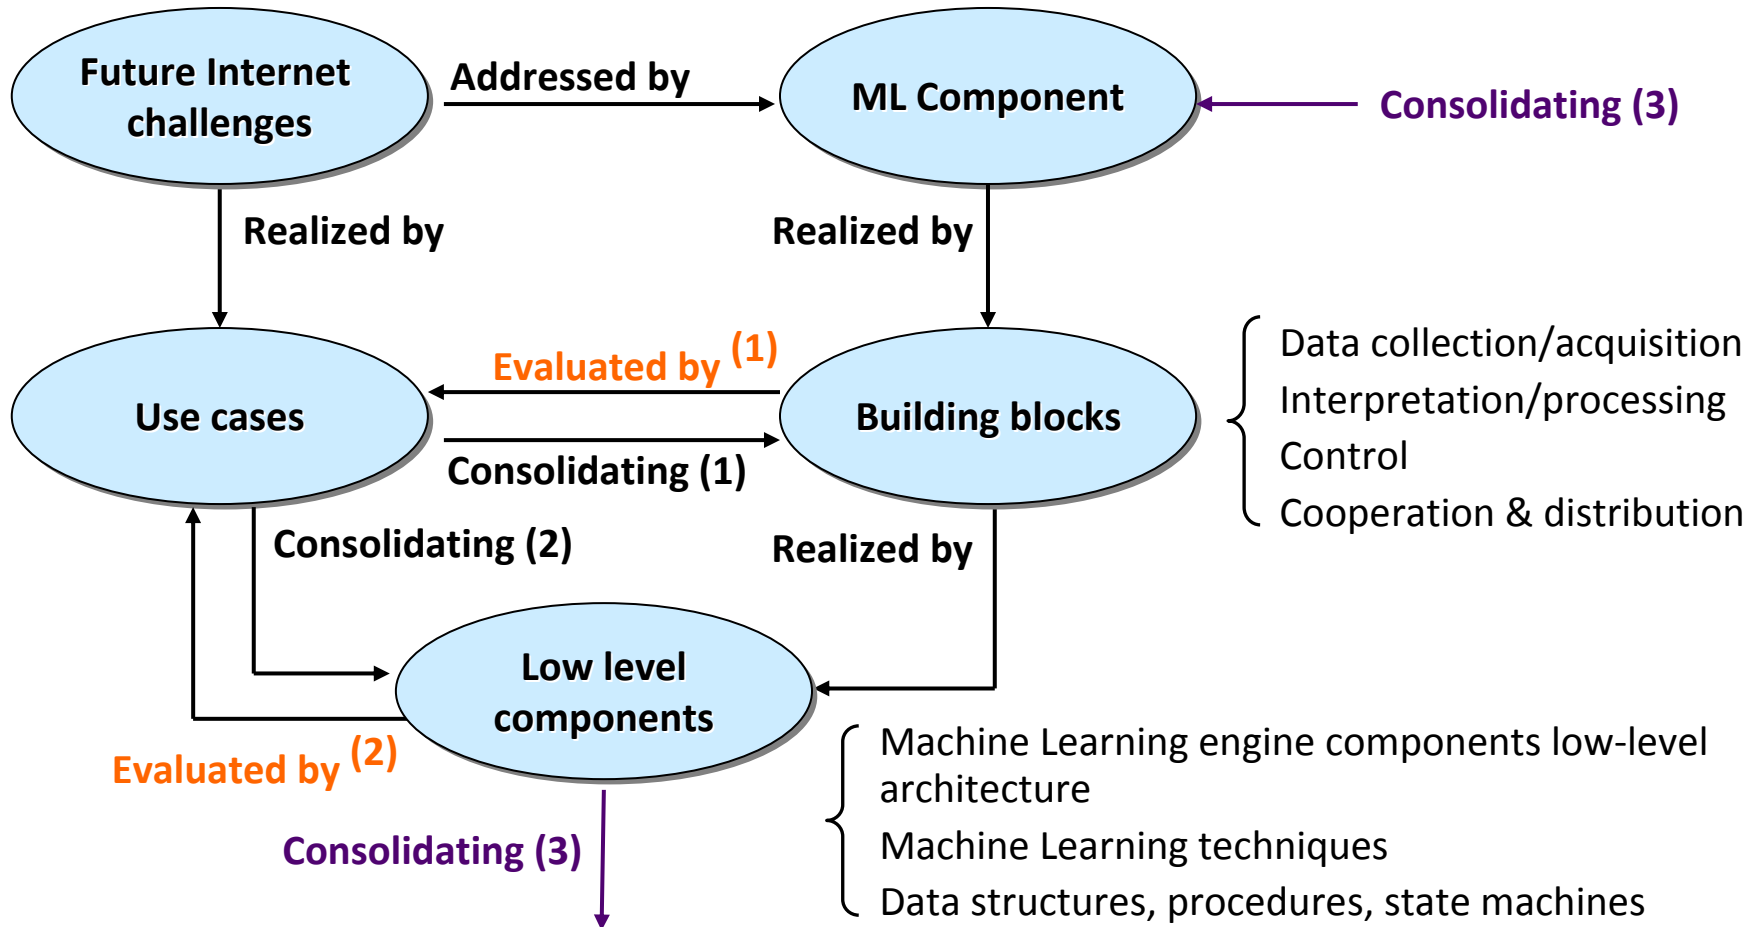 Future Internet
challenges
Addressed by
ML Component
Consolidating (3)
Realized by
Realized by
Use cases
Evaluated by (1)
Consolidating (1)
Building blocks
Data collection/acquisition
Interpretation/processing
Control
Cooperation & distribution
Consolidating (2)
Realized by
Low level
components
Evaluated by (2)
Consolidating (3)
Machine Learning engine components low-level
architecture
Machine Learning techniques
Data structures, procedures, state machines